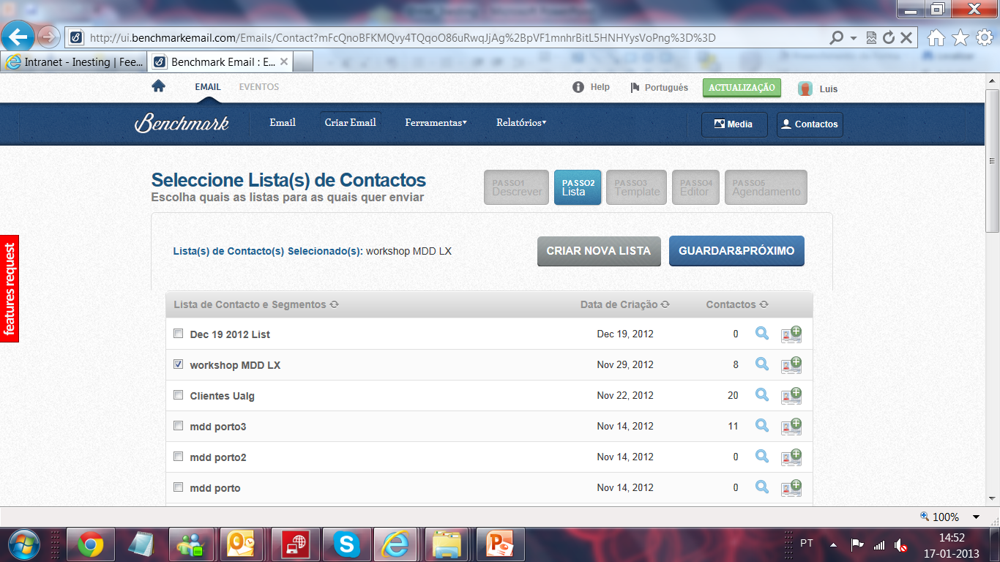 http://ui.benchmarkemail.com/Emails/Contact?mFcQnoBFKMQvy4TQqoO86uRwqJjAg%2BpVF1mnhrBitL5HNHYysVoPng%3D%3D
Intranet - Inesting | Fee...
Benchmark Email : E...
EMAIL EVENTOS Help Português ACTUALIZAÇÃO Luis
Benchmark Email Criar Email Ferramentas Relatórios Media Contactos
Seleccione Lista(s) de Contactos
Escolha quais as listas para as quais quer enviar
PASSO1 PASSO2 PASSO3 PASSO4 PASSO5
Descrever Lista Template Editor Agendamento
features request
Lista(s) de Contacto(s) Selecionado(s): workshop MDD LX CRIAR NOVA LISTA GUARDAR&PRÓXIMO
Lista de Contacto e Segmentos Data de Criação Contactos
Dec 19 2012 List Dec 19, 2012 0
workshop MDD LX Nov 29, 2012 8
Clientes Ualg Nov 22, 2012 20
mdd porto3 Nov 14, 2012 11
mdd porto2 Nov 14, 2012 0
mdd porto Nov 14, 2012 0
100%
PT 14:52
17-01-2013